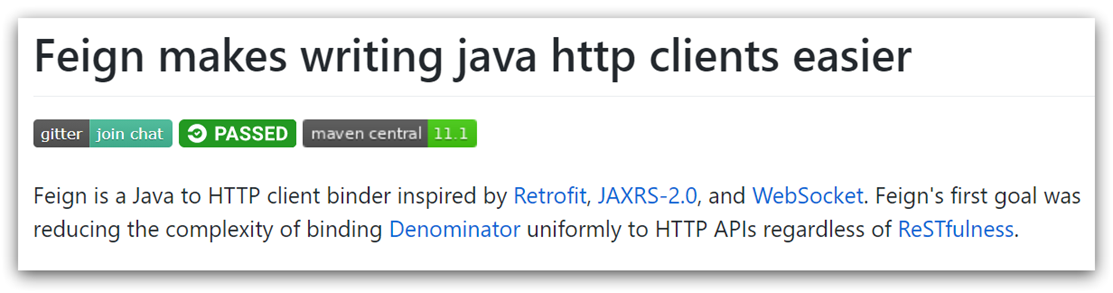 Feign makes writing java http clients easier
gitter join chat PASSED maven central 11.1
Feign is a Java to HTTP client binder inspired by Retrofit, JAXRS-2.0, and WebSocket. Feign's first goal was
reducing the complexity of binding Denominator uniformly to HTTP APIs regardless of ReSTfulness.